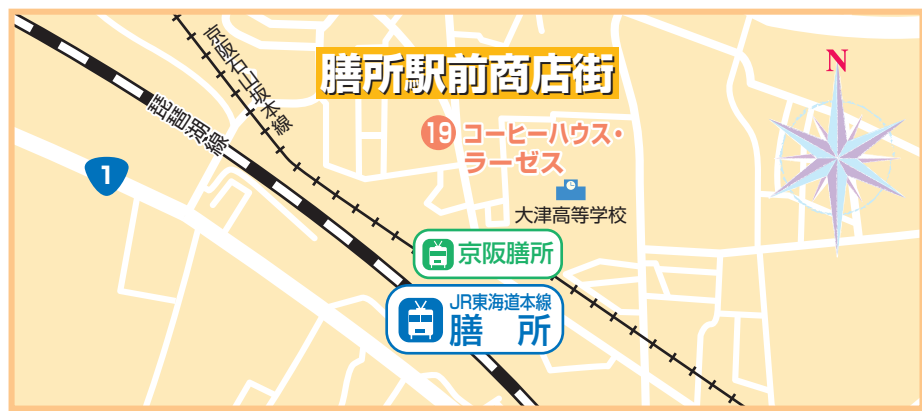 膳所駅前商店街
N
京阪石山坂本線
琵琶湖線
19 コーヒーハウス・
ラーゼス
1
大津高等学校
京阪膳所
JR東海道本線
膳 所